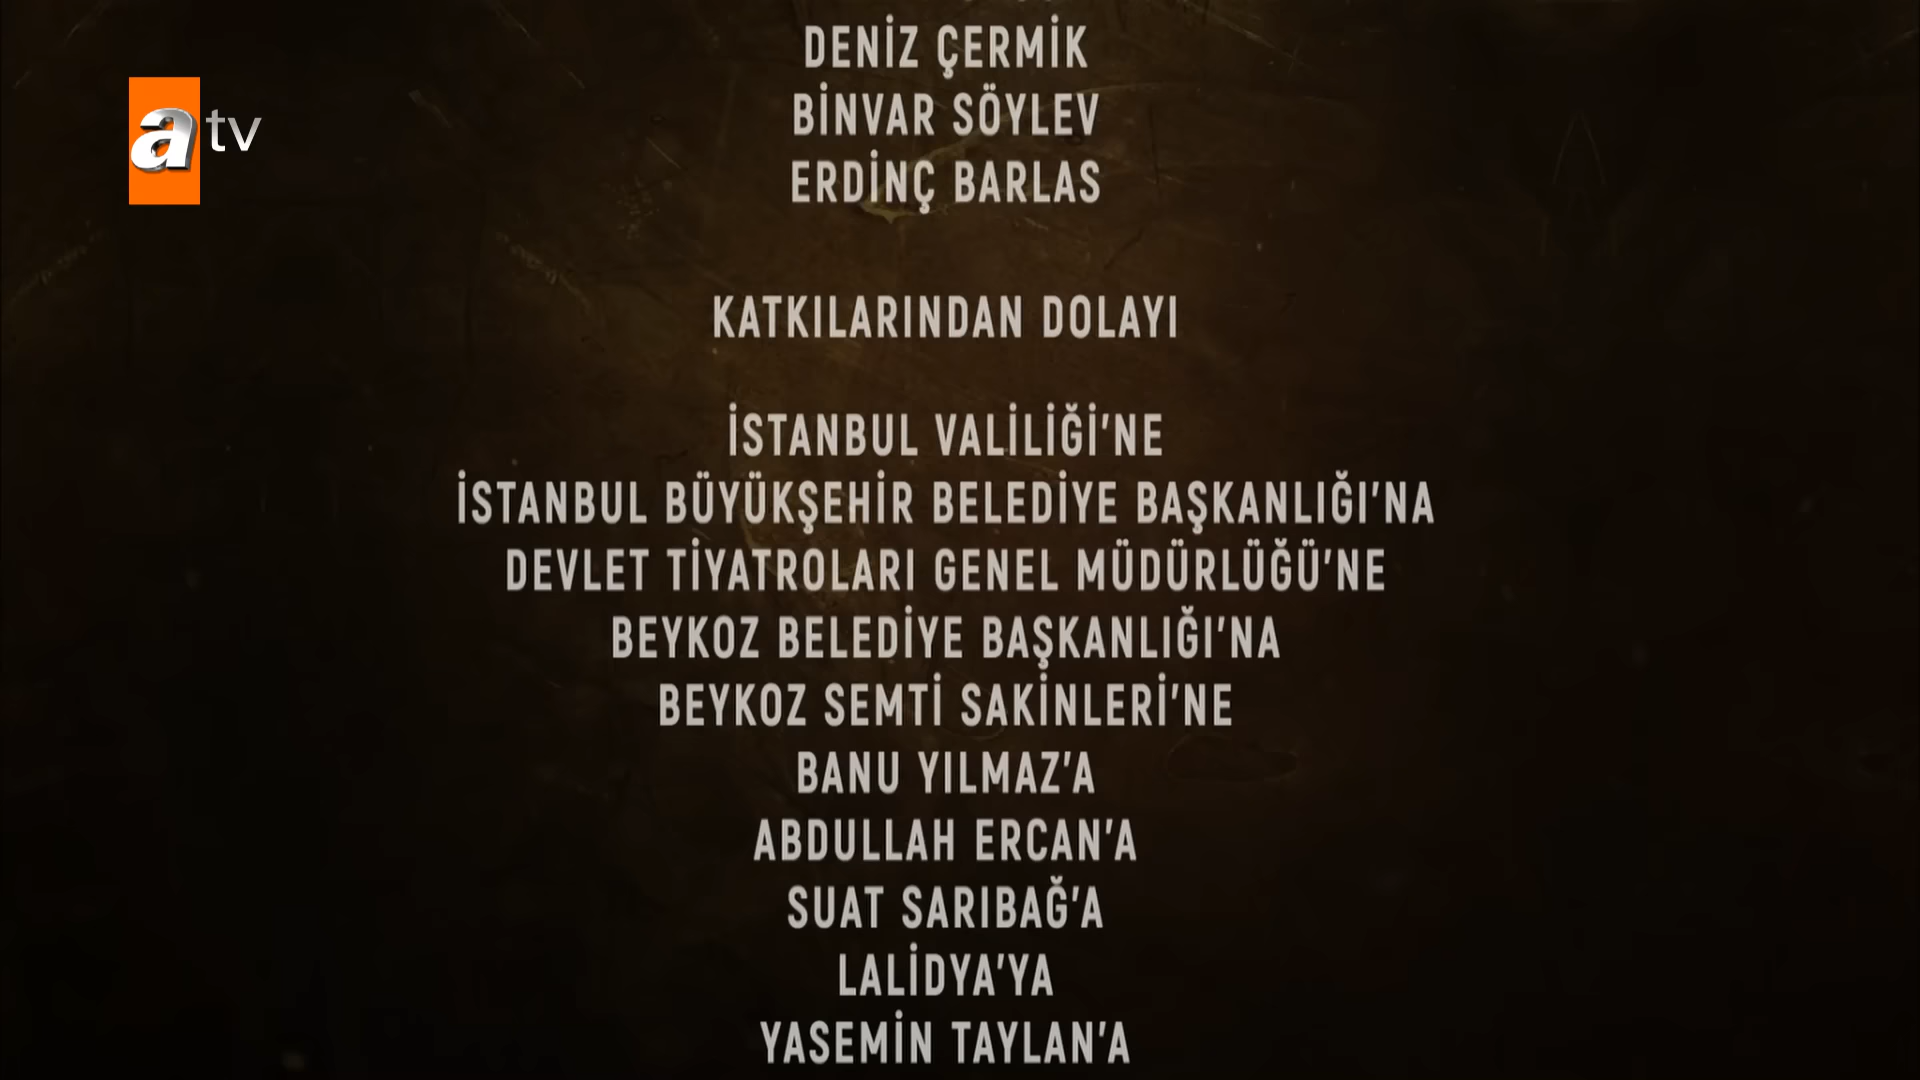 DENİZ ÇERMİK
BİNVAR SÖYLEV
ERDİNÇ BARLAS
atv
KATKILARINDAN DOLAYI
İSTANBUL VALİLİĞİ'NE
İSTANBUL BÜYÜKŞEHİR BELEDİYE BAŞKANLIĞI'NA
DEVLET TİYATROLARI GENEL MÜDÜRLÜĞÜ'NE
BEYKOZ BELEDİYE BAŞKANLIĞI'NA
BEYKOZ SEMTİ SAKİNLERİ'NE
BANU YILMAZ'A
ABDULLAH ERCAN'A
SUAT SARIBAĞ'A
LALİDYA'YA
YASEMİN TAYLAN'A